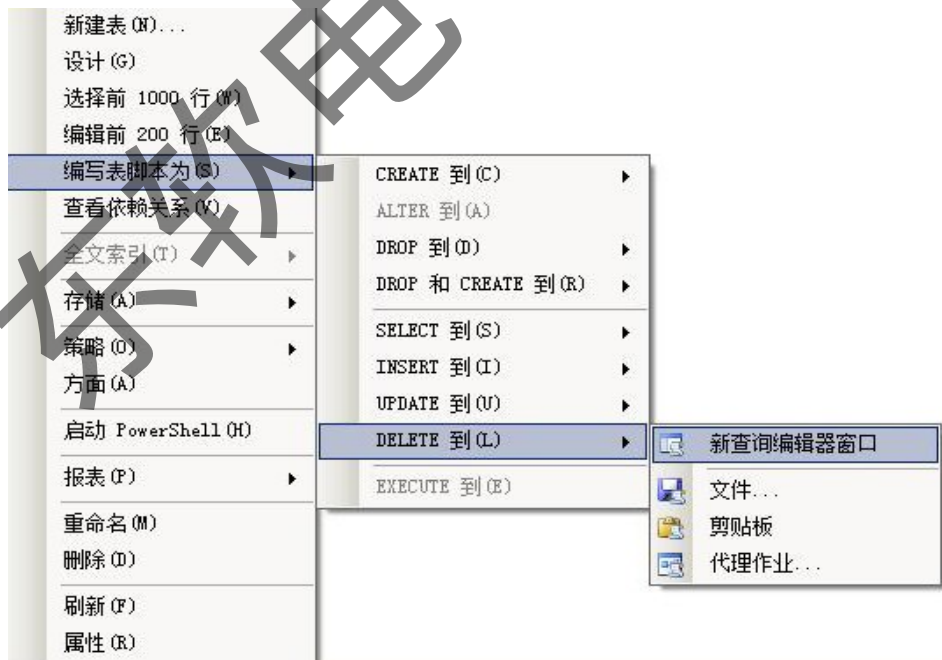 新建表(N)...
设计(G)
选择前 1000 行(W)
编辑前 200 行(E)
编写表脚本为(S)
查看依赖关系(V)
全文索引(T)
存储(A)
策略(O)
方面(A)
启动 PowerShell(H)
报表(P)
重命名(M)
删除(D)
刷新(F)
属性(R)
CREATE 到(C)
ALTER 到(A)
DROP 到(D)
DROP 和 CREATE 到(R)
SELECT 到(S)
INSERT 到(I)
UPDATE 到(U)
DELETE 到(L)
EXECUTE 到(E)
新查询编辑器窗口
文件...
剪贴板
代理作业...
东软电